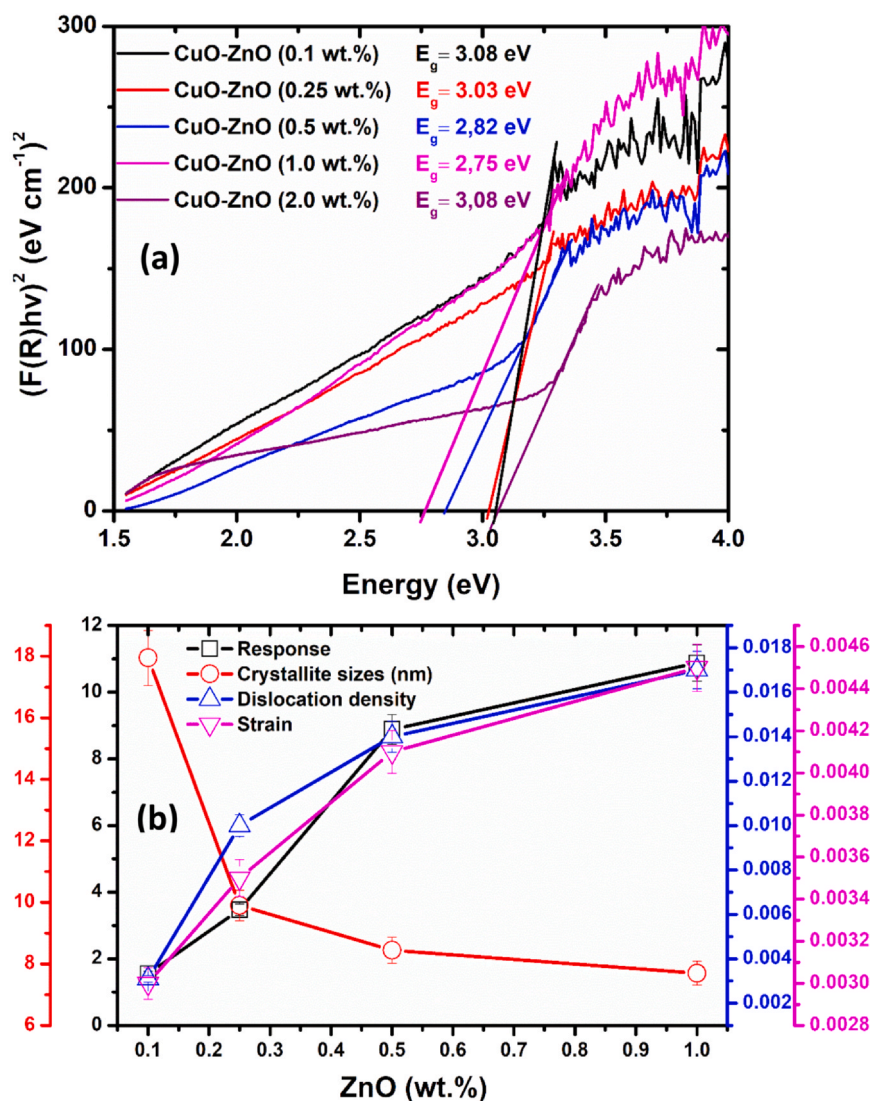 300
200
100
0
(F(R)hν)² (eV cm⁻¹)²
CuO-ZnO (0.1 wt.%) E_g= 3.08 eV
CuO-ZnO (0.25 wt.%) E_g= 3.03 eV
CuO-ZnO (0.5 wt.%) E_g= 2,82 eV
CuO-ZnO (1.0 wt.%) E_g= 2,75 eV
CuO-ZnO (2.0 wt.%) E_g= 3,08 eV
(a)
1.5 2.0 2.5 3.0 3.5 4.0
Energy (eV)
18
16
14
12
10
8
6
12
10
8
6
4
2
0
Response
Crystallite sizes (nm)
Dislocation density
Strain
(b)
0.018
0.016
0.014
0.012
0.010
0.008
0.006
0.004
0.002
0.0046
0.0044
0.0042
0.0040
0.0038
0.0036
0.0034
0.0032
0.0030
0.0028
0.1 0.2 0.3 0.4 0.5 0.6 0.7 0.8 0.9 1.0
ZnO (wt.%)